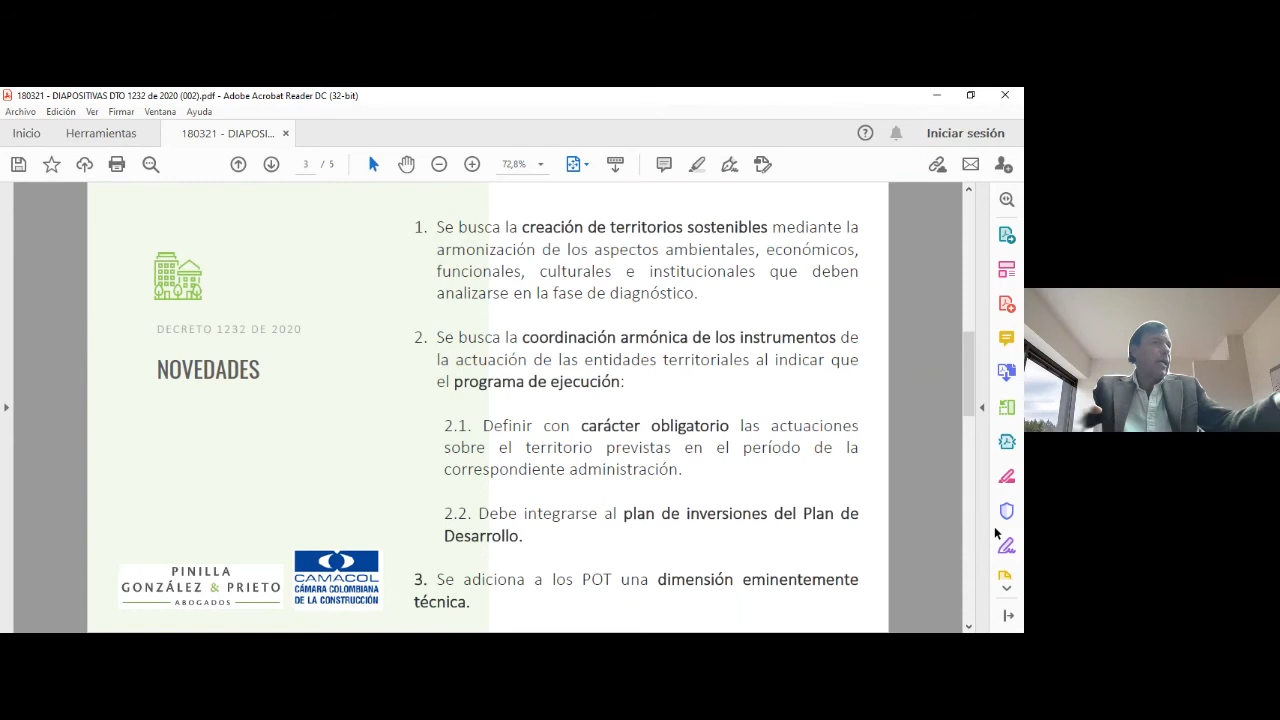 180321 - DIAPOSITIVAS DTO 1232 de 2020 (002).pdf - Adobe Acrobat Reader DC (32-bit)
Archivo Edición Ver Firmar Ventana Ayuda
Inicio Herramientas 180321 - DIAPOSI... × Iniciar sesión
3 / 5 72,8%
1. Se busca la creación de territorios sostenibles mediante la
armonización de los aspectos ambientales, económicos,
funcionales, culturales e institucionales que deben
analizarse en la fase de diagnóstico.
DECRETO 1232 DE 2020
NOVEDADES
2. Se busca la coordinación armónica de los instrumentos de
la actuación de las entidades territoriales al indicar que
el programa de ejecución:
2.1. Definir con carácter obligatorio las actuaciones
sobre el territorio previstas en el período de la
correspondiente administración.
2.2. Debe integrarse al plan de inversiones del Plan de
Desarrollo.
3. Se adiciona a los POT una dimensión eminentemente
técnica.
PINILLA
GONZÁLEZ & PRIETO
ABOGADOS
CAMACOL
CÁMARA COLOMBIANA
DE LA CONSTRUCCIÓN